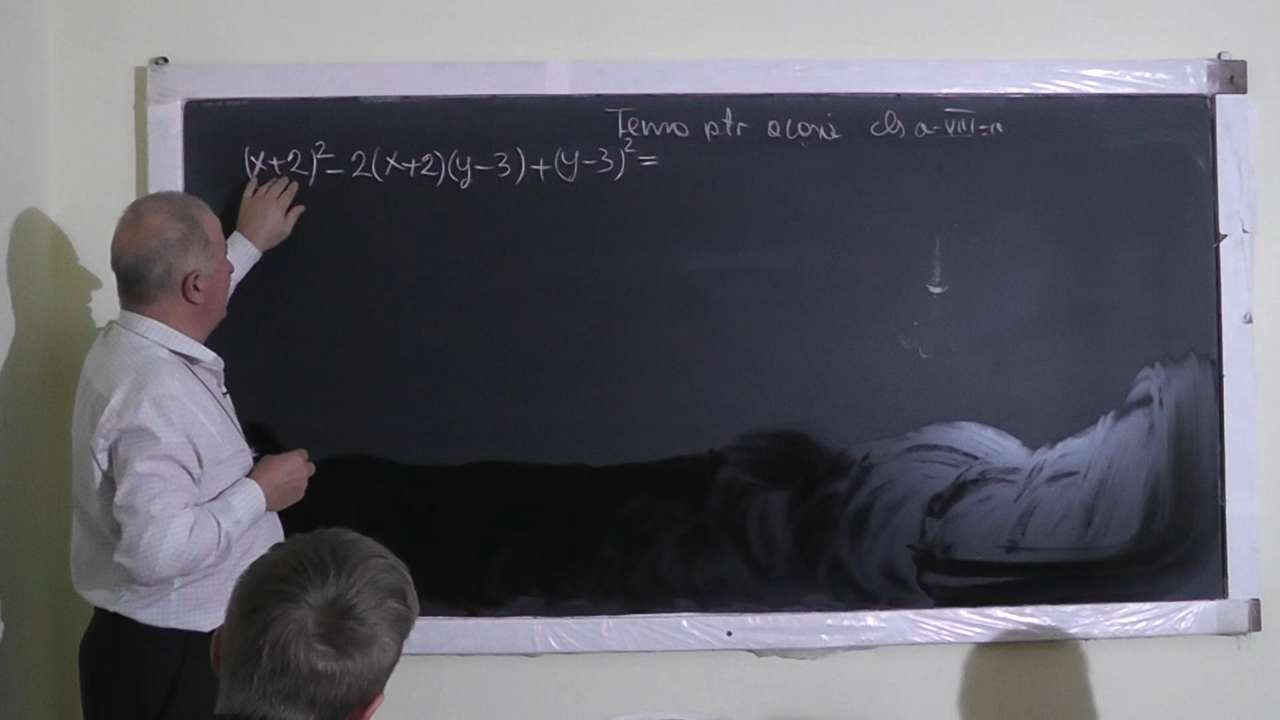 Temă ptr acasă cls a-VIII-a
(x+2)²-2(x+2)(y-3)+(y-3)²=